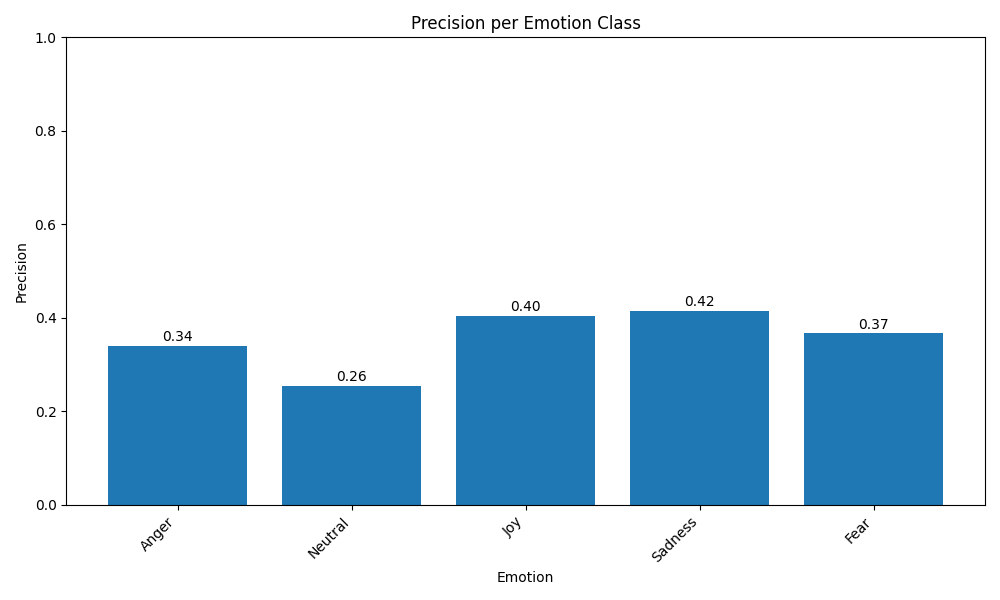 Precision per Emotion Class
1.0
0.8
0.6
0.4
0.2
0.0
Precision
0.34
0.26
0.40
0.42
0.37
Anger
Neutral
Joy
Sadness
Fear
Emotion